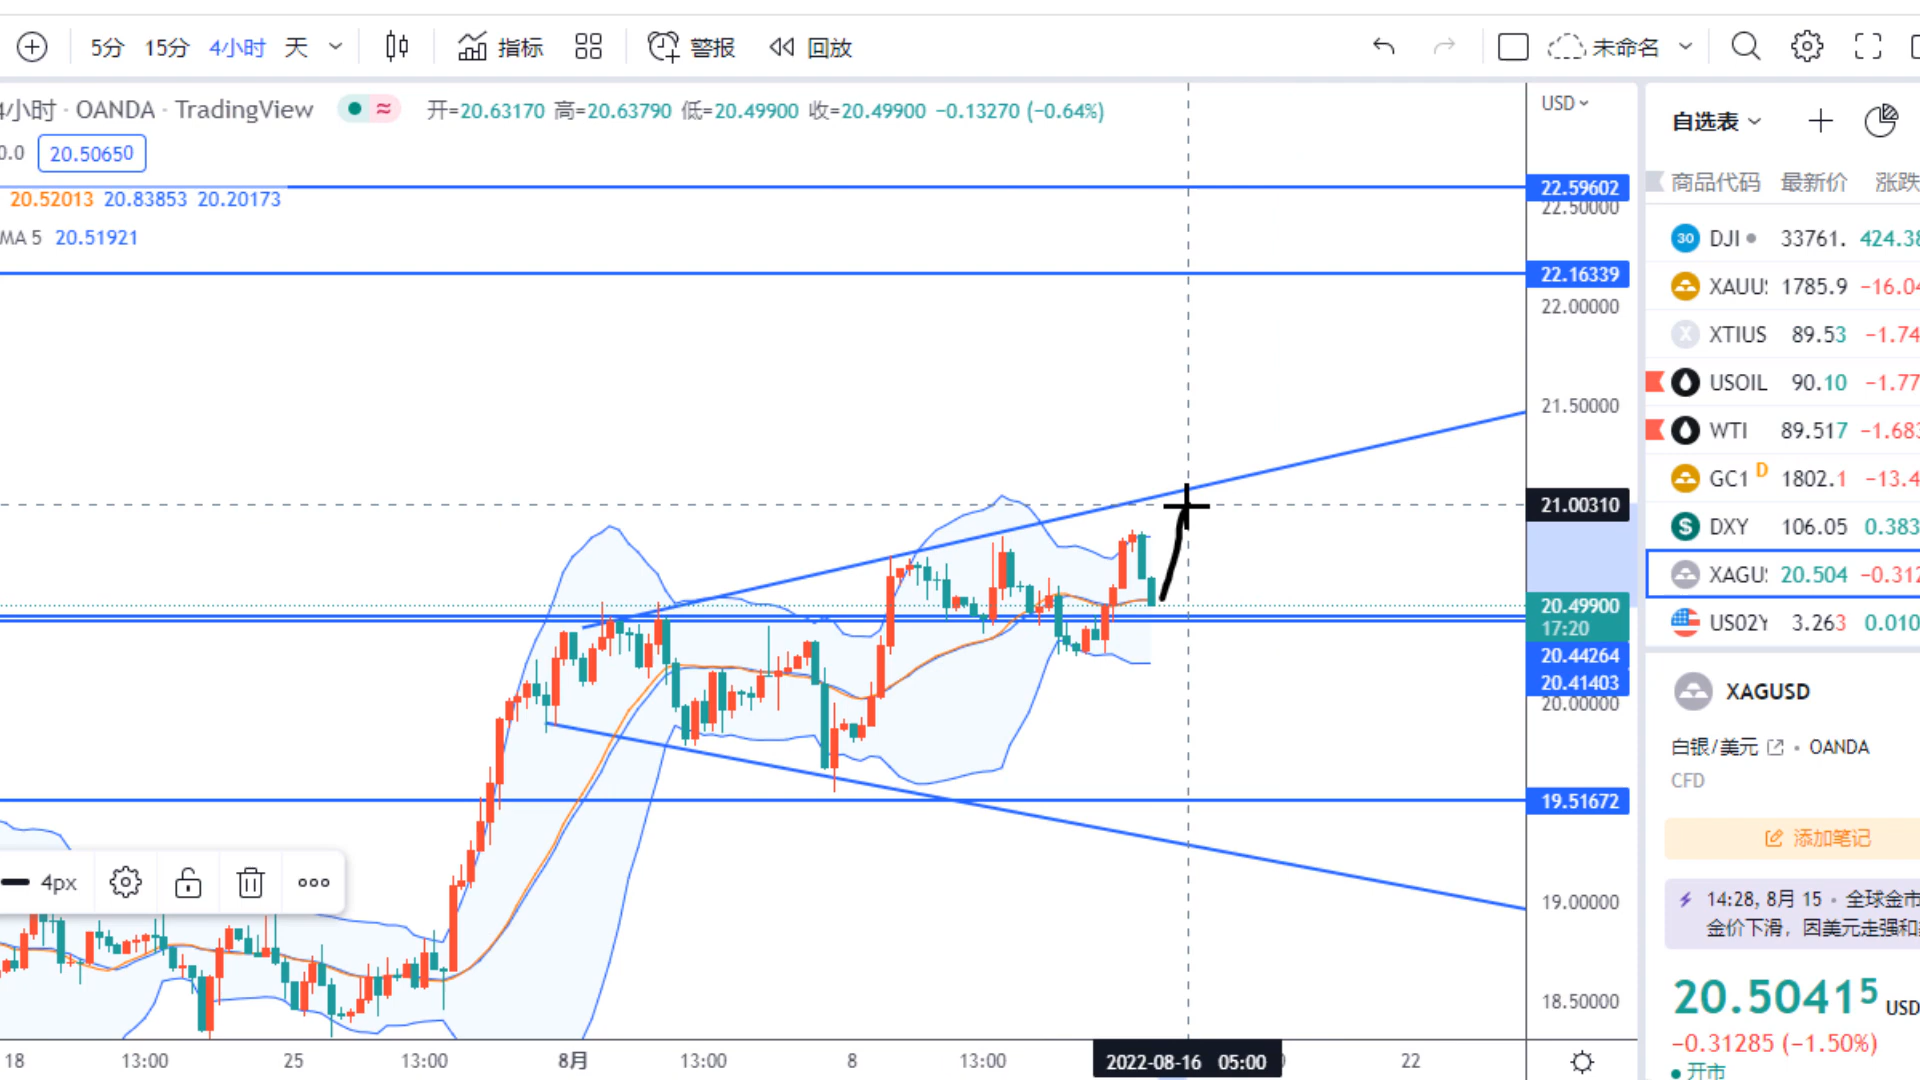 5分 15分 4小时 天 指标 警报 回放 未命名
4小时 · OANDA · TradingView 开=20.63170 高=20.63790 低=20.49900 收=20.49900 −0.13270 (−0.64%)
0.0 20.50650
20.52013 20.83853 20.20173
MA 5 20.51921
USD
22.59602
22.50000
22.16339
22.00000
21.50000
21.00310
20.49900
17:20
20.44264
20.41403
20.00000
19.51672
19.00000
18.50000
4px
18 13:00 25 13:00 8月 13:00 8 13:00 2022-08-16 05:00 22
自选表
商品代码 最新价 涨跌
30 DJI 33761. 424.38
XAUU 1785.9 −16.04
X XTIUS 89.53 −1.74
USOIL 90.10 −1.77
WTI 89.517 −1.683
GC1 D 1802.1 −13.4
S DXY 106.05 0.383
XAGU 20.504 −0.312
US02Y 3.263 0.010
XAGUSD
白银/美元 • OANDA
CFD
添加笔记
14:28, 8月 15 • 全球金市
金价下滑，因美元走强和
20.50415 USD
−0.31285 (−1.50%)
开市